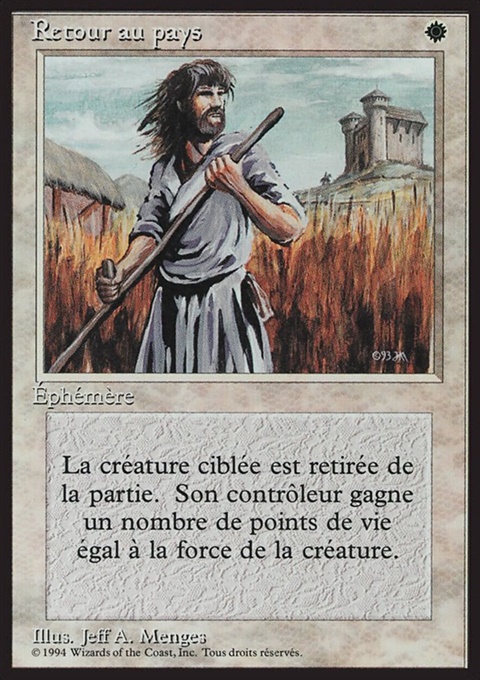 Retour au pays
©93 JM
Éphémère
La créature ciblée est retirée de
la partie. Son contrôleur gagne
un nombre de points de vie
égal à la force de la créature.
Illus. Jeff A. Menges
© 1994 Wizards of the Coast, Inc. Tous droits réservés.